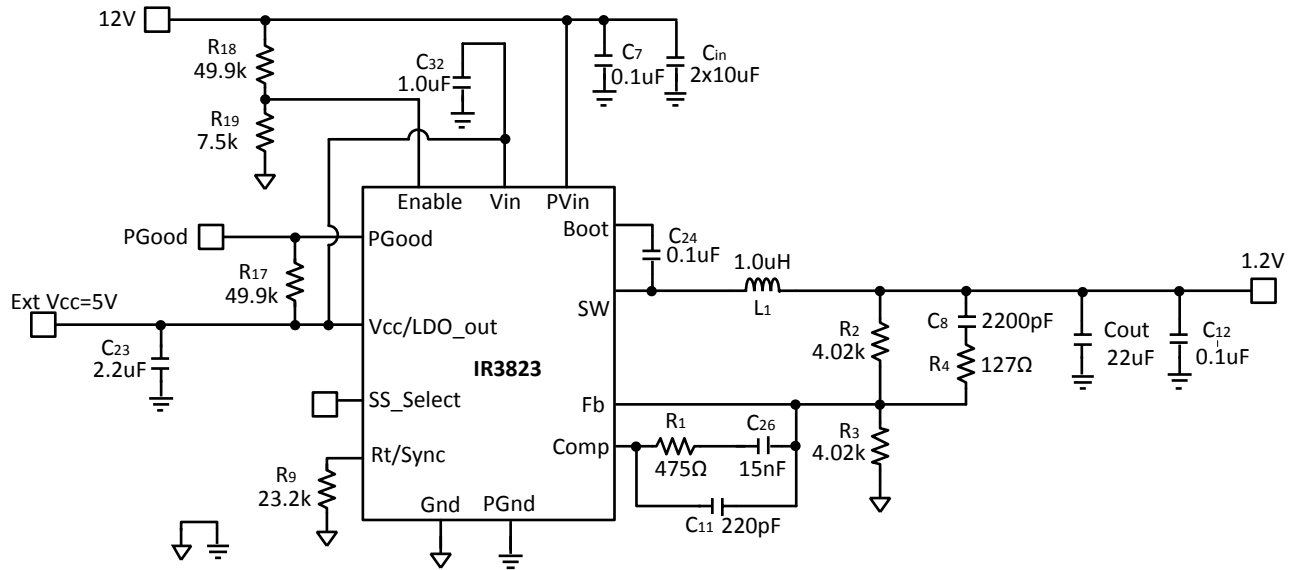 12V
R18
49.9k
R19
7.5k
C32
1.0uF
C7
0.1uF
Cin
2x10uF
Enable
Vin
PVin
PGood
PGood
R17
49.9k
Ext Vcc=5V
C23
2.2uF
Vcc/LDO_out
IR3823
SS_Select
Rt/Sync
R9
23.2k
Gnd
PGnd
Boot
C24
0.1uF
SW
1.0uH
L1
1.2V
R2
4.02k
C8
2200pF
R4
127Ω
Cout
22uF
C12
0.1uF
Fb
Comp
R1
475Ω
C26
15nF
R3
4.02k
C11
220pF